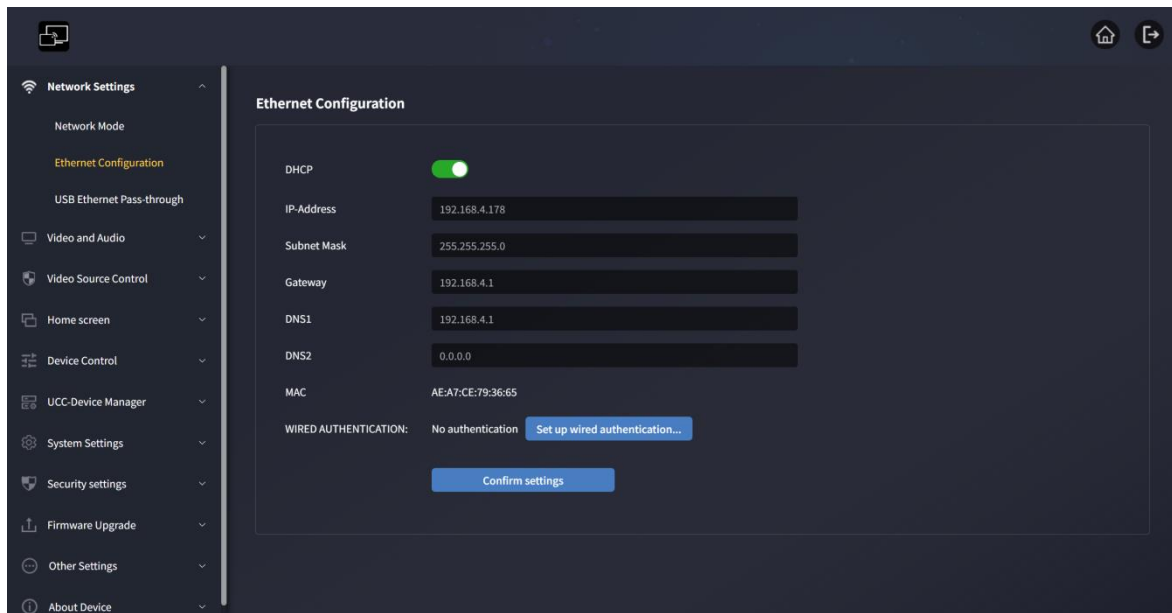 Network Settings
Network Mode
Ethernet Configuration
USB Ethernet Pass-through
Video and Audio
Video Source Control
Home screen
Device Control
UCC-Device Manager
System Settings
Security settings
Firmware Upgrade
Other Settings
About Device
Ethernet Configuration
DHCP
IP-Address 192.168.4.178
Subnet Mask 255.255.255.0
Gateway 192.168.4.1
DNS1 192.168.4.1
DNS2 0.0.0.0
MAC AE:A7:CE:79:36:65
WIRED AUTHENTICATION: No authentication Set up wired authentication...
Confirm settings